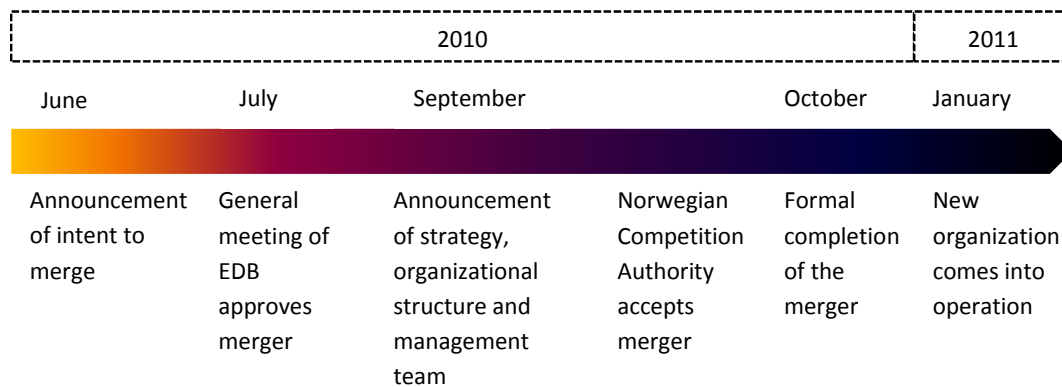 2010
2011
June
July
September
October
January
Announcement
of intent to
merge
General
meeting of
EDB
approves
merger
Announcement
of strategy,
organizational
structure and
management
team
Norwegian
Competition
Authority
accepts
merger
Formal
completion
of the
merger
New
organization
comes into
operation